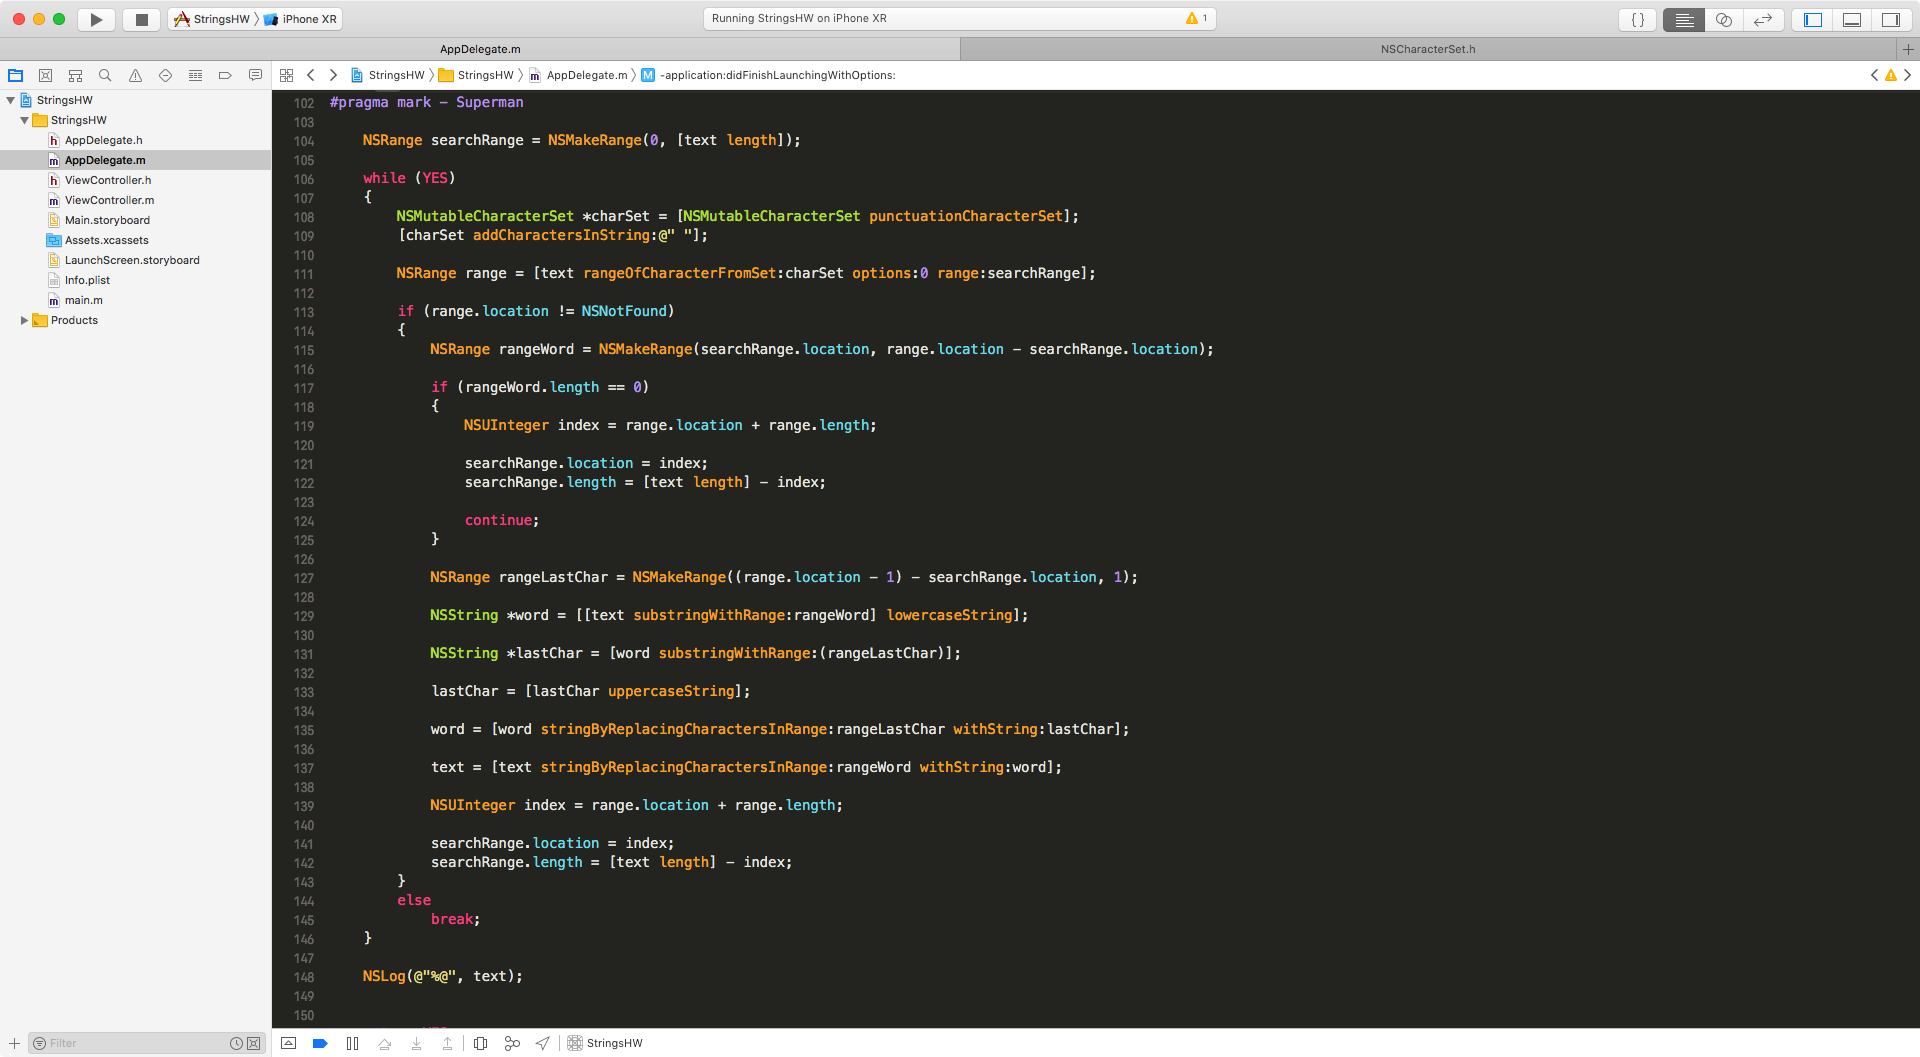 StringsHW iPhone XR
Running StringsHW on iPhone XR
1
{ }
AppDelegate.m
NSCharacterSet.h
StringsHW StringsHW AppDelegate.m M -application:didFinishLaunchingWithOptions:
StringsHW
StringsHW
h AppDelegate.h
m AppDelegate.m
h ViewController.h
m ViewController.m
Main.storyboard
Assets.xcassets
LaunchScreen.storyboard
Info.plist
m main.m
Products
102 #pragma mark - Superman
103
104 NSRange searchRange = NSMakeRange(0, [text length]);
105
106 while (YES)
107 {
108 NSMutableCharacterSet *charSet = [NSMutableCharacterSet punctuationCharacterSet];
109 [charSet addCharactersInString:@" "];
110
111 NSRange range = [text rangeOfCharacterFromSet:charSet options:0 range:searchRange];
112
113 if (range.location != NSNotFound)
114 {
115 NSRange rangeWord = NSMakeRange(searchRange.location, range.location - searchRange.location);
116
117 if (rangeWord.length == 0)
118 {
119 NSUInteger index = range.location + range.length;
120
121 searchRange.location = index;
122 searchRange.length = [text length] - index;
123
124 continue;
125 }
126
127 NSRange rangeLastChar = NSMakeRange((range.location - 1) - searchRange.location, 1);
128
129 NSString *word = [[text substringWithRange:rangeWord] lowercaseString];
130
131 NSString *lastChar = [word substringWithRange:(rangeLastChar)];
132
133 lastChar = [lastChar uppercaseString];
134
135 word = [word stringByReplacingCharactersInRange:rangeLastChar withString:lastChar];
136
137 text = [text stringByReplacingCharactersInRange:rangeWord withString:word];
138
139 NSUInteger index = range.location + range.length;
140
141 searchRange.location = index;
142 searchRange.length = [text length] - index;
143 }
144 else
145 break;
146 }
147
148 NSLog(@"%@", text);
149
150
Filter
StringsHW